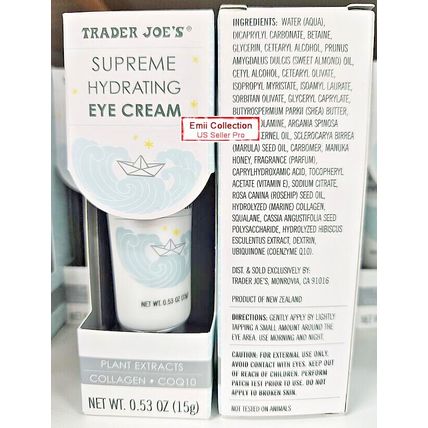 TRADER JOE'S®
SUPREME
HYDRATING
EYE CREAM
NET WT. 0.53 OZ (15g)
PLANT EXTRACTS
COLLAGEN • COQ10
NET WT. 0.53 OZ (15g)
Emii Collection
US Seller Pro
INGREDIENTS: WATER (AQUA),
DICAPRYLYL CARBONATE, BETAINE,
GLYCERIN, CETEARYL ALCOHOL, PRUNUS
AMYGDALUS DULCIS (SWEET ALMOND) OIL,
CETYL ALCOHOL, CETEARYL OLIVATE,
ISOPROPYL MYRISTATE, ISOAMYL LAURATE,
SORBITAN OLIVATE, GLYCERYL CAPRYLATE,
BUTYROSPERMUM PARKII (SHEA) BUTTER,
OLAMINE, ARGANIA SPINOSA
ERNEL OIL, SCLEROCARYA BIRREA
(MARULA) SEED OIL, CARBOMER, MANUKA
HONEY, FRAGRANCE (PARFUM),
CAPRYLHYDROXAMIC ACID, TOCOPHERYL
ACETATE (VITAMIN E), SODIUM CITRATE,
ROSA CANINA (ROSEHIP) SEED OIL,
HYDROLYZED (MARINE) COLLAGEN,
SQUALANE, CASSIA ANGUSTIFOLIA SEED
POLYSACCHARIDE, HYDROLYZED HIBISCUS
ESCULENTUS EXTRACT, DEXTRIN,
UBIQUINONE (COENZYME Q10).
DIST. & SOLD EXCLUSIVELY BY:
TRADER JOE'S, MONROVIA, CA 91016
PRODUCT OF NEW ZEALAND
DIRECTIONS: GENTLY APPLY BY LIGHTLY
TAPPING A SMALL AMOUNT AROUND THE
EYE AREA. USE MORNING AND NIGHT.
CAUTION: FOR EXTERNAL USE ONLY.
AVOID CONTACT WITH EYES. KEEP OUT
OF REACH OF CHILDREN. PERFORM
PATCH TEST PRIOR TO USE. DO NOT
APPLY TO BROKEN SKIN.
NOT TESTED ON ANIMALS